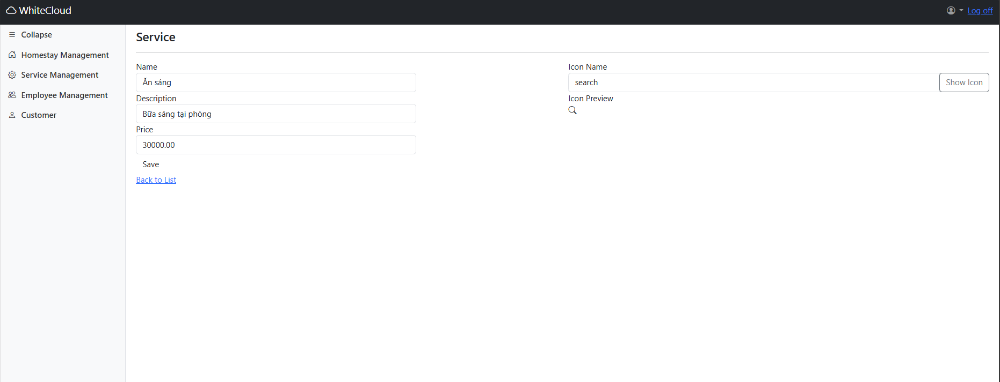 WhiteCloud
Log off
Collapse
Homestay Management
Service Management
Employee Management
Customer
Service
Name
Ăn sáng
Description
Bữa sáng tại phòng
Price
30000.00
Save
Back to List
Icon Name
search
Show Icon
Icon Preview